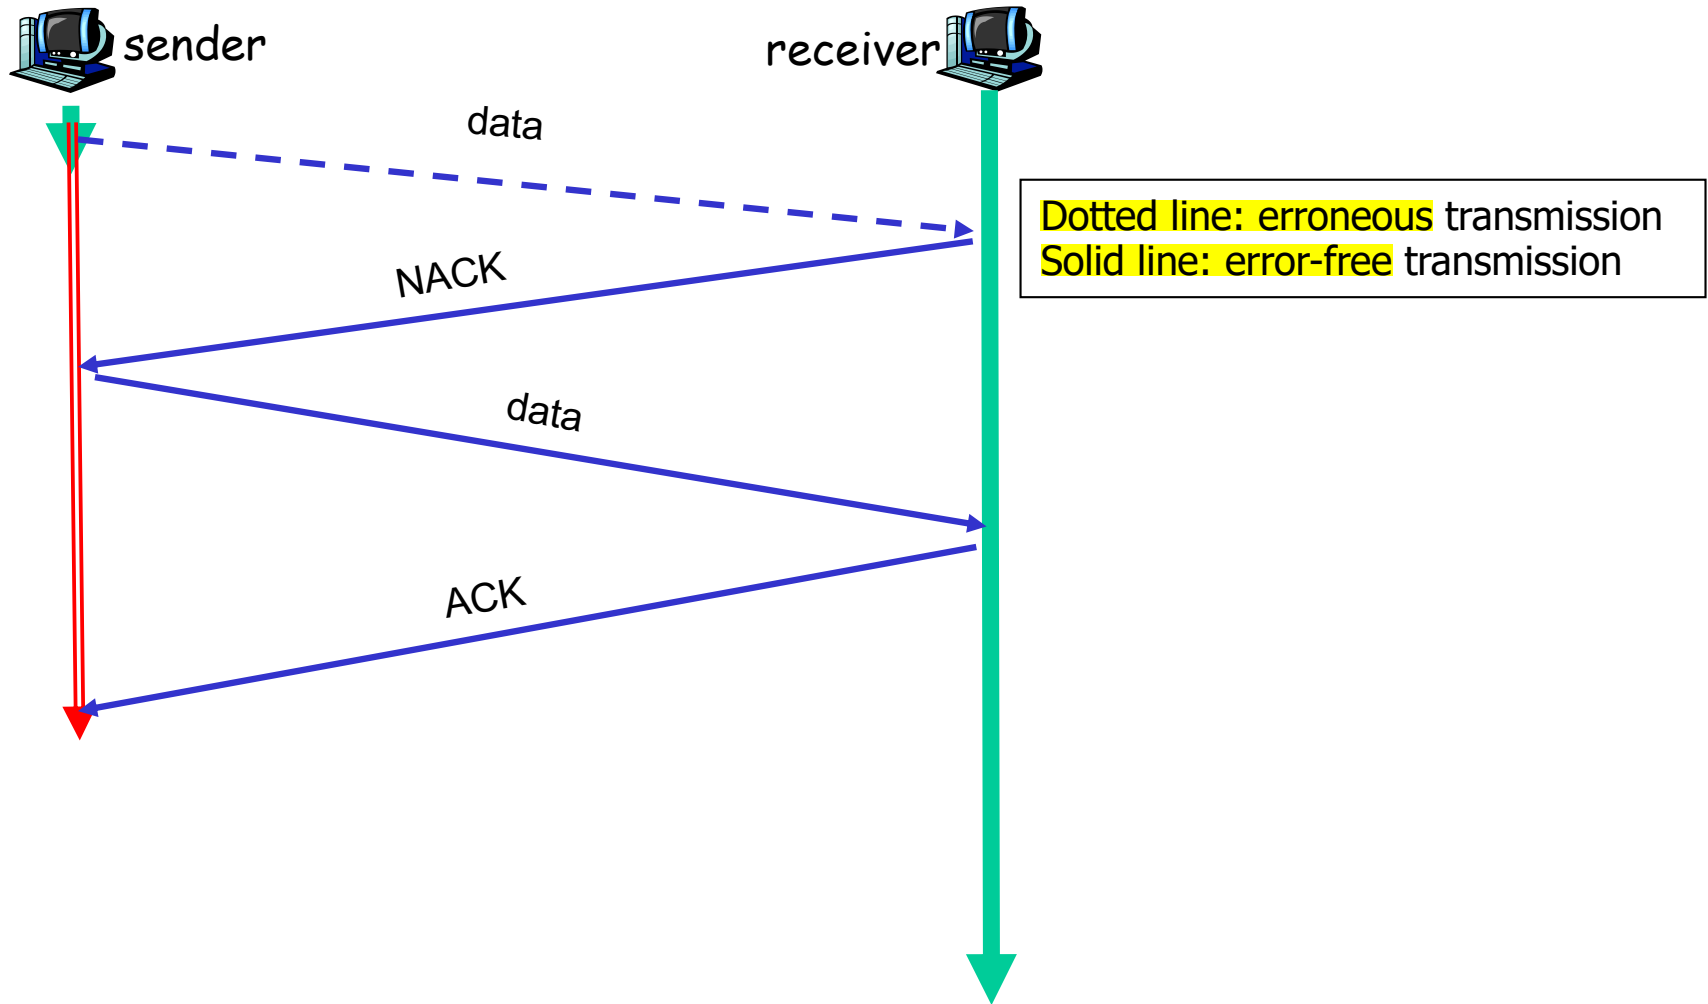 sender
receiver
data
Dotted line: erroneous transmission
Solid line: error-free transmission
NACK
data
ACK